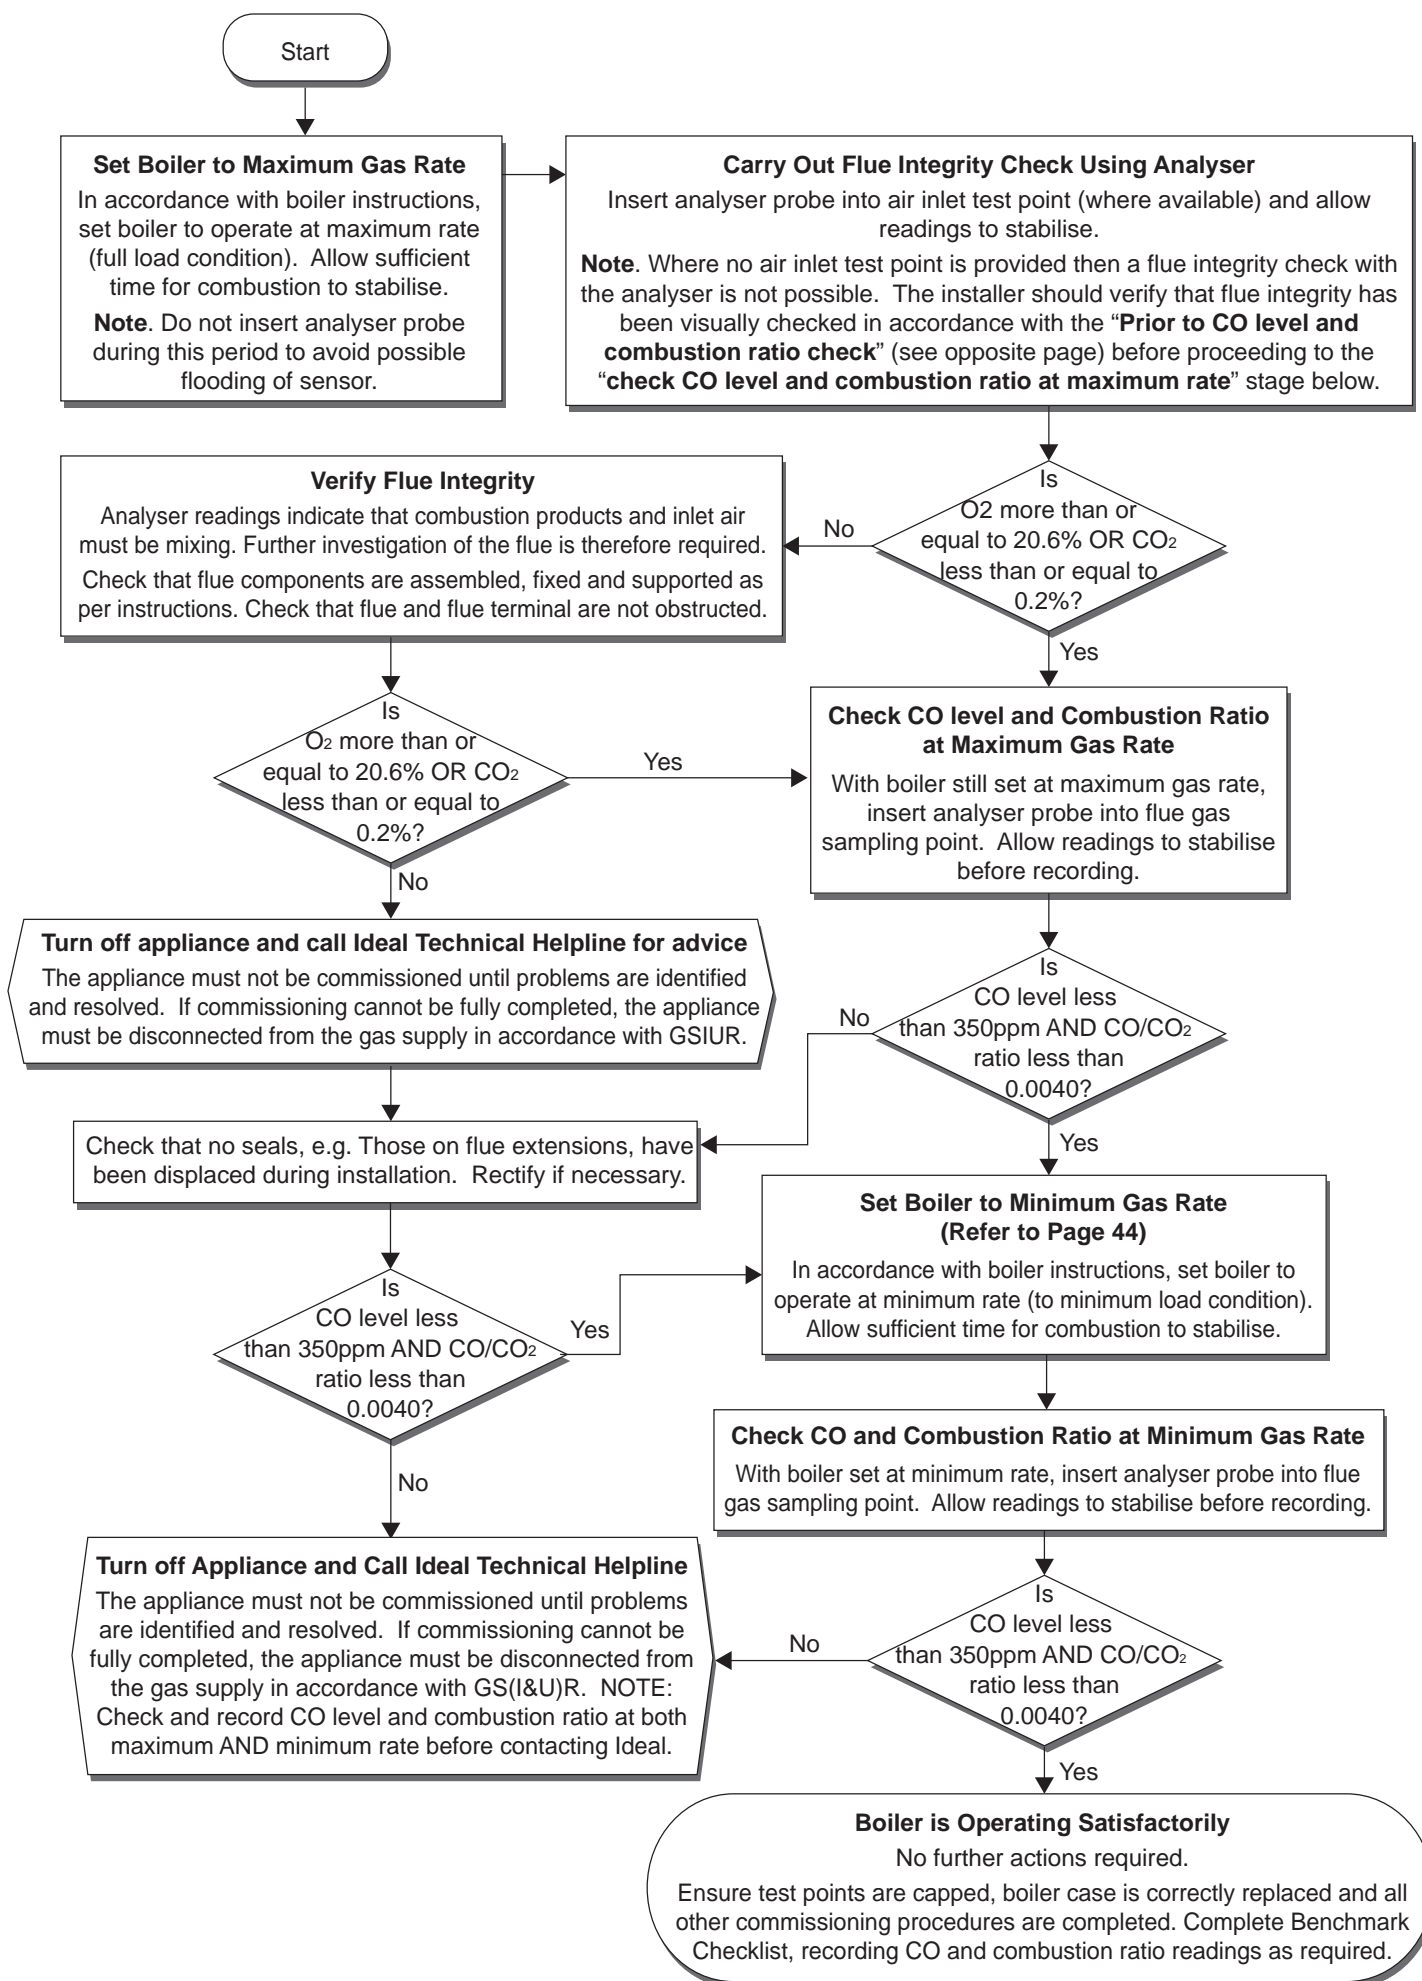 Start
Set Boiler to Maximum Gas Rate
In accordance with boiler instructions,
set boiler to operate at maximum rate
(full load condition).  Allow sufficient
time for combustion to stabilise.
Note. Do not insert analyser probe
during this period to avoid possible
flooding of sensor.
Carry Out Flue Integrity Check Using Analyser
Insert analyser probe into air inlet test point (where available) and allow
readings to stabilise.
Note. Where no air inlet test point is provided then a flue integrity check with
the analyser is not possible.  The installer should verify that flue integrity has
been visually checked in accordance with the “Prior to CO level and
combustion ratio check” (see opposite page) before proceeding to the
“check CO level and combustion ratio at maximum rate” stage below.
Is
O2 more than or
equal to 20.6% OR CO2
less than or equal to
0.2%?
No
Yes
Verify Flue Integrity
Analyser readings indicate that combustion products and inlet air
must be mixing. Further investigation of the flue is therefore required.
Check that flue components are assembled, fixed and supported as
per instructions. Check that flue and flue terminal are not obstructed.
Is
O2 more than or
equal to 20.6% OR CO2
less than or equal to
0.2%?
Yes
No
Check CO level and Combustion Ratio
at Maximum Gas Rate
With boiler still set at maximum gas rate,
insert analyser probe into flue gas
sampling point.  Allow readings to stabilise
before recording.
Turn off appliance and call Ideal Technical Helpline for advice
The appliance must not be commissioned until problems are identified
and resolved.  If commissioning cannot be fully completed, the appliance
must be disconnected from the gas supply in accordance with GSIUR.
Is
CO level less
than 350ppm AND CO/CO2
ratio less than
0.0040?
No
Yes
Check that no seals, e.g. Those on flue extensions, have
been displaced during installation.  Rectify if necessary.
Set Boiler to Minimum Gas Rate
(Refer to Page 44)
In accordance with boiler instructions, set boiler to
operate at minimum rate (to minimum load condition).
Allow sufficient time for combustion to stabilise.
Is
CO level less
than 350ppm AND CO/CO2
ratio less than
0.0040?
Yes
No
Check CO and Combustion Ratio at Minimum Gas Rate
With boiler set at minimum rate, insert analyser probe into flue
gas sampling point.  Allow readings to stabilise before recording.
Turn off Appliance and Call Ideal Technical Helpline
The appliance must not be commissioned until problems
are identified and resolved.  If commissioning cannot be
fully completed, the appliance must be disconnected from
the gas supply in accordance with GS(I&U)R.  NOTE:
Check and record CO level and combustion ratio at both
maximum AND minimum rate before contacting Ideal.
Is
CO level less
than 350ppm AND CO/CO2
ratio less than
0.0040?
No
Yes
Boiler is Operating Satisfactorily
No further actions required.
Ensure test points are capped, boiler case is correctly replaced and all
other commissioning procedures are completed. Complete Benchmark
Checklist, recording CO and combustion ratio readings as required.